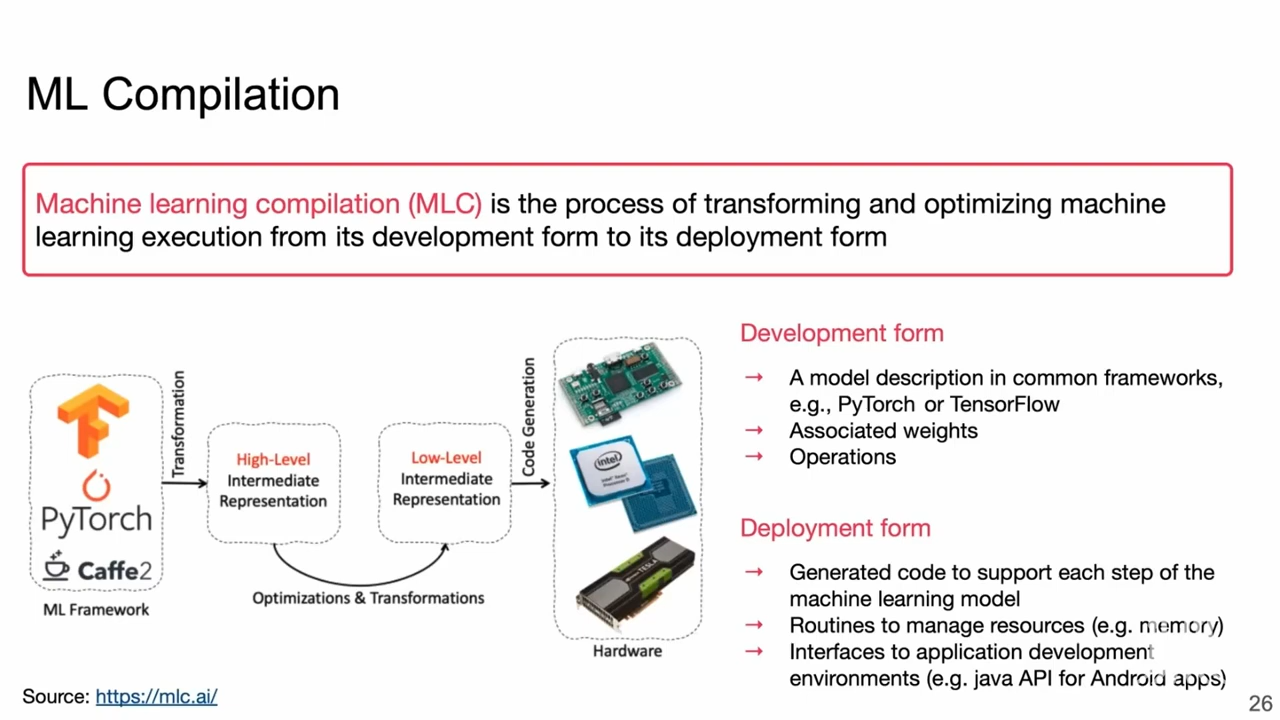 ML Compilation
Machine learning compilation (MLC) is the process of transforming and optimizing machine
learning execution from its development form to its deployment form
PyTorch
Caffe2
ML Framework
Transformation
High-Level
Intermediate
Representation
Low-Level
Intermediate
Representation
Optimizations & Transformations
Code Generation
intel
TESLA
Hardware
Development form
→ A model description in common frameworks,
e.g., PyTorch or TensorFlow
→ Associated weights
→ Operations
Deployment form
→ Generated code to support each step of the
machine learning model
→ Routines to manage resources (e.g. memory)
→ Interfaces to application development
environments (e.g. java API for Android apps)
Source: https://mlc.ai/
26